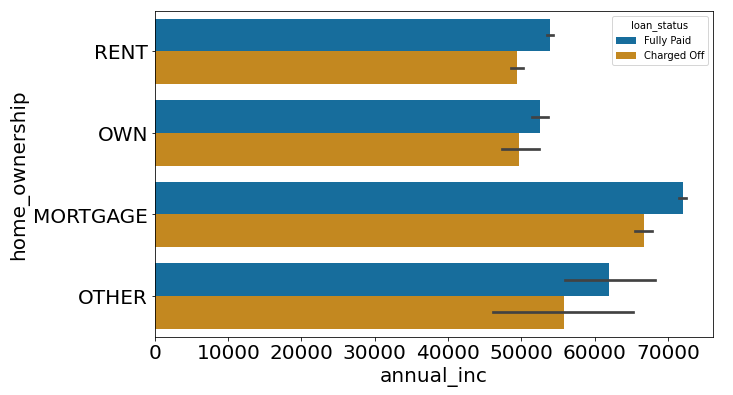 loan_status
Fully Paid
Charged Off
home_ownership
RENT
OWN
MORTGAGE
OTHER
0 10000 20000 30000 40000 50000 60000 70000
annual_inc